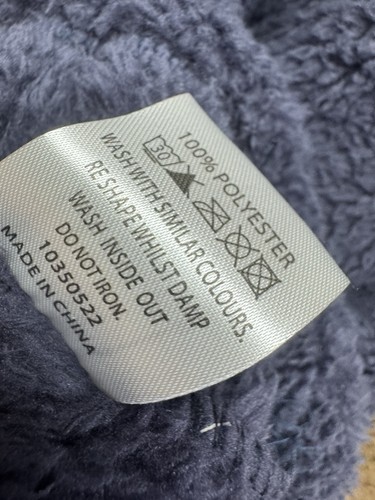 100% POLYESTER
30
WASH WITH SIMILAR COLOURS.
RESHAPE WHILST DAMP
WASH INSIDE OUT
DO NOT IRON.
10350522
MADE IN CHINA